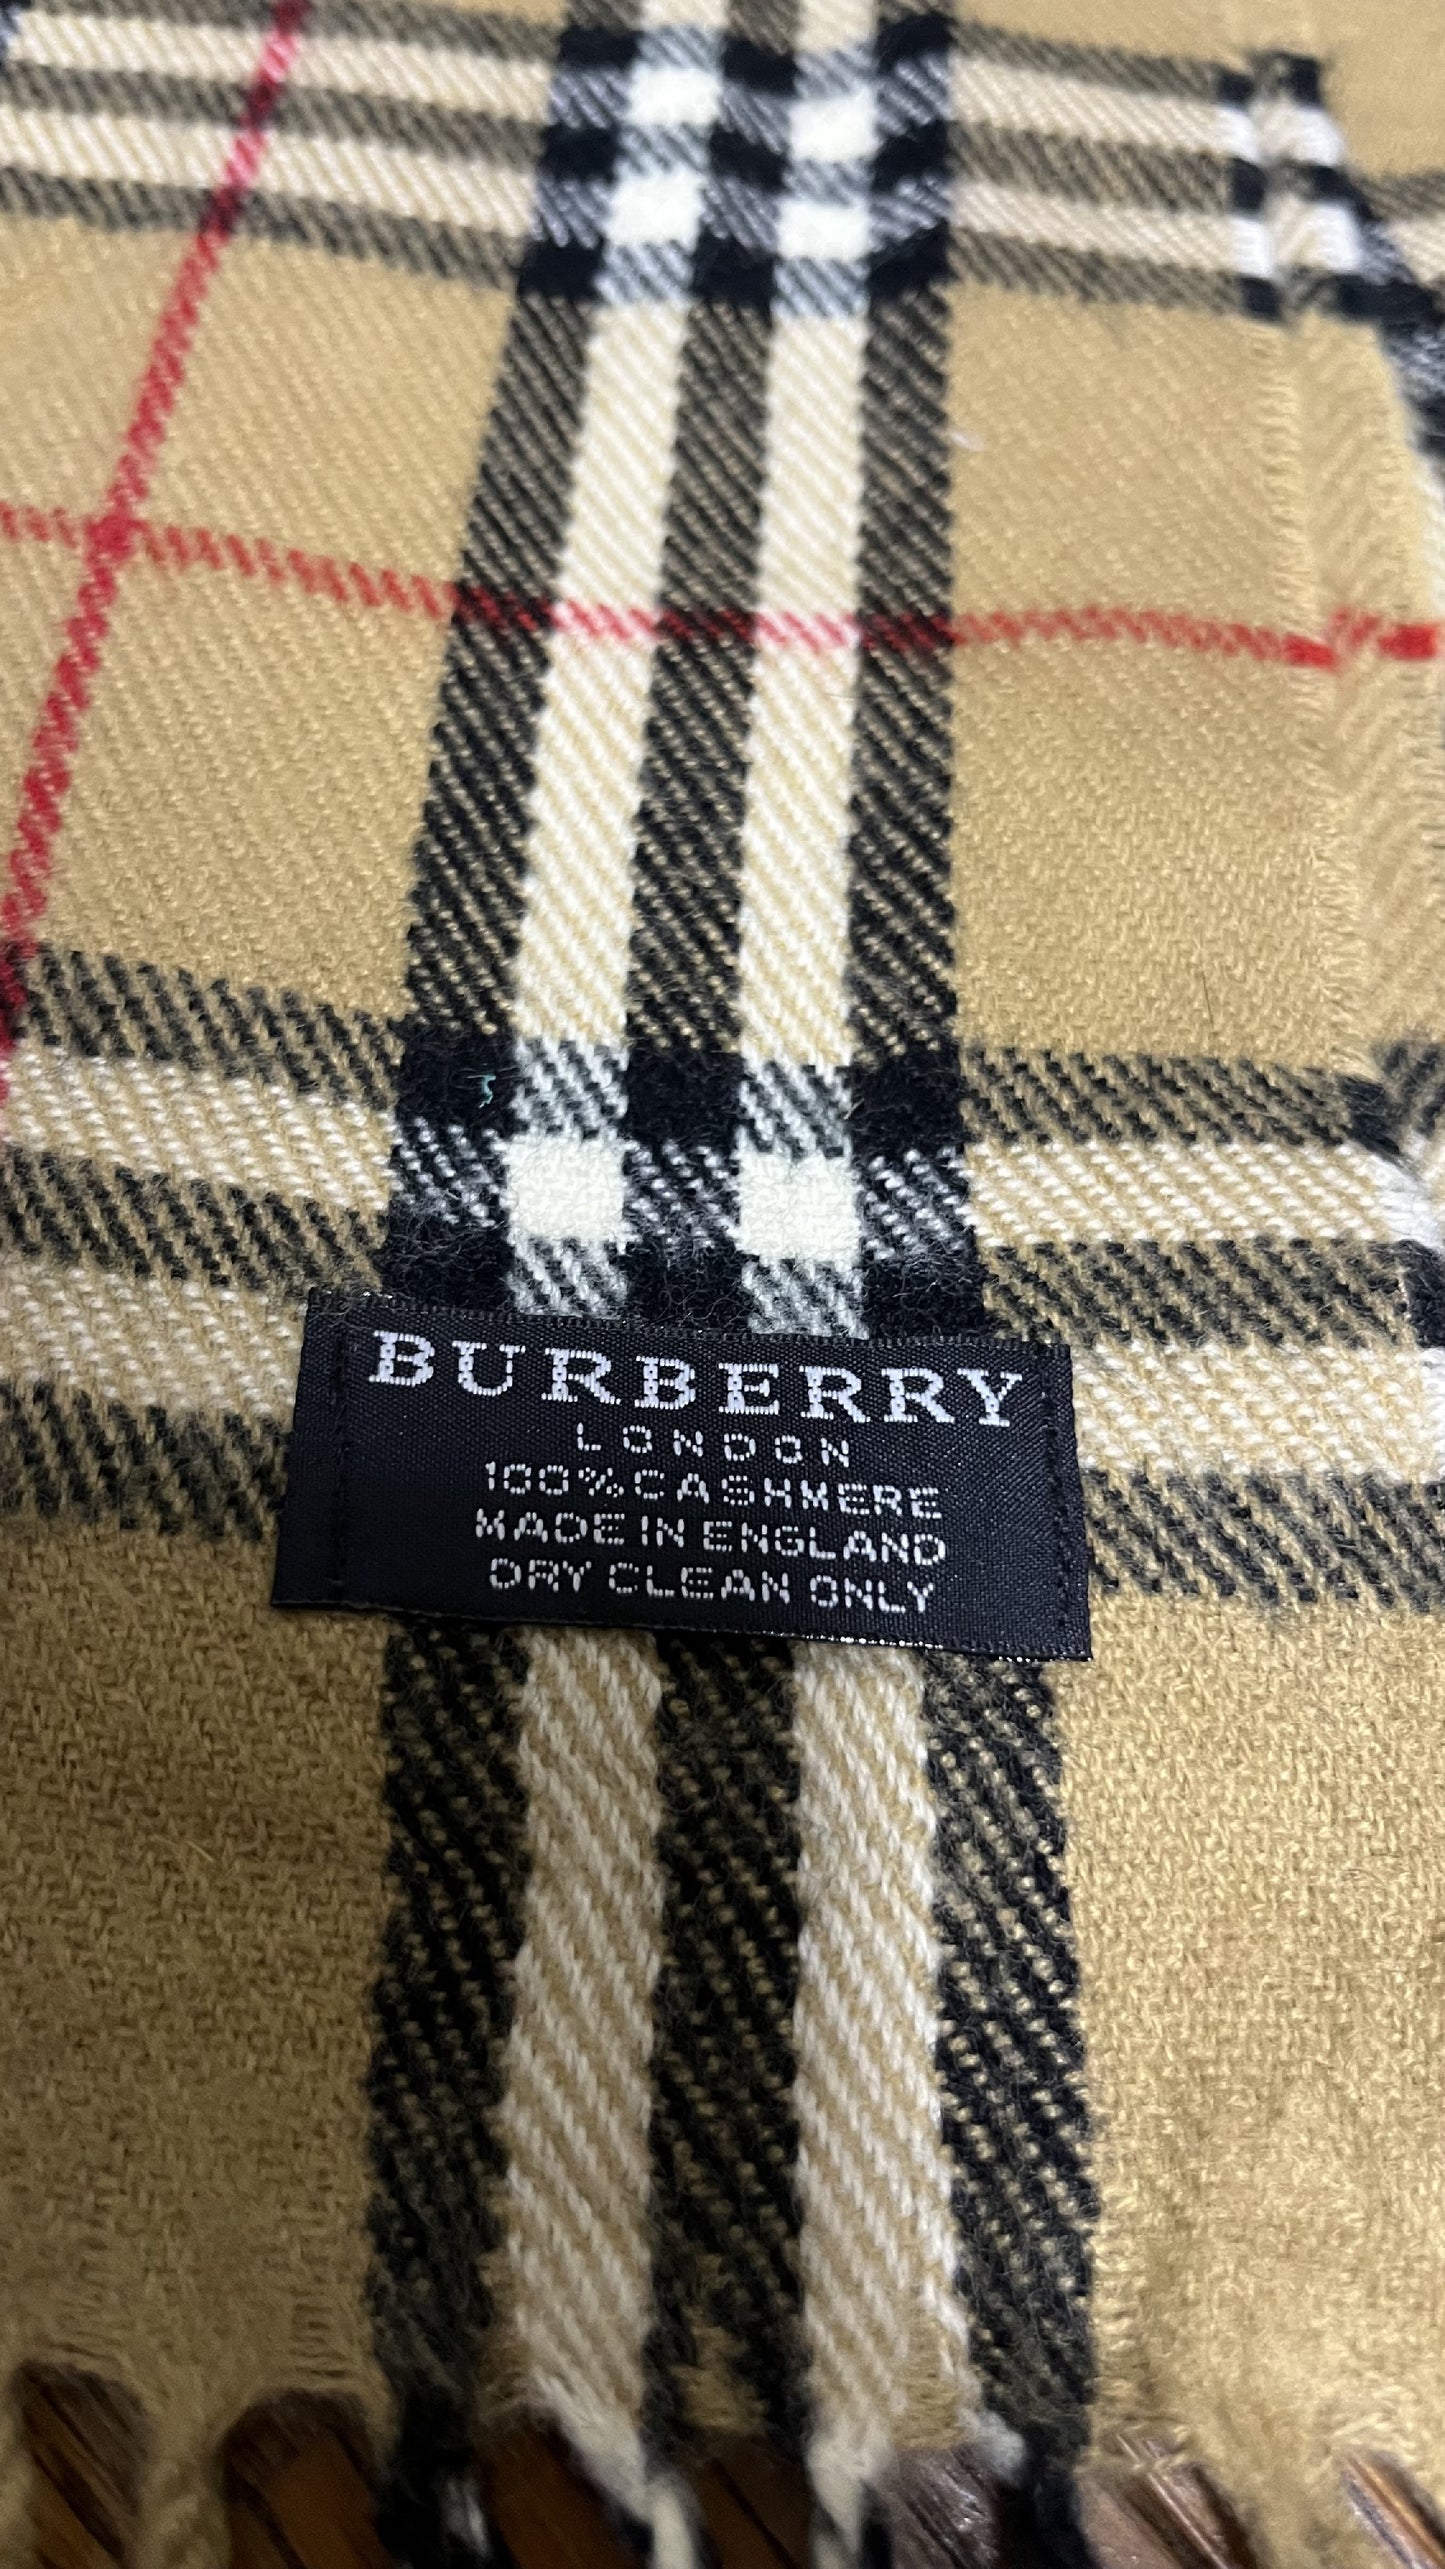 BURBERRY
LONDON
100% CASHMERE
MADE IN ENGLAND
DRY CLEAN ONLY